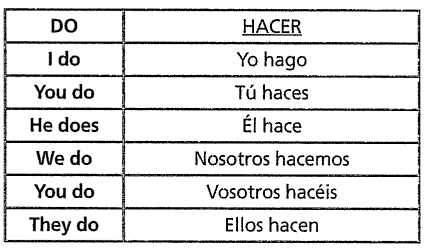 DO HACER
I do Yo hago
You do Tú haces
He does Él hace
We do Nosotros hacemos
You do Vosotros hacéis
They do Ellos hacen